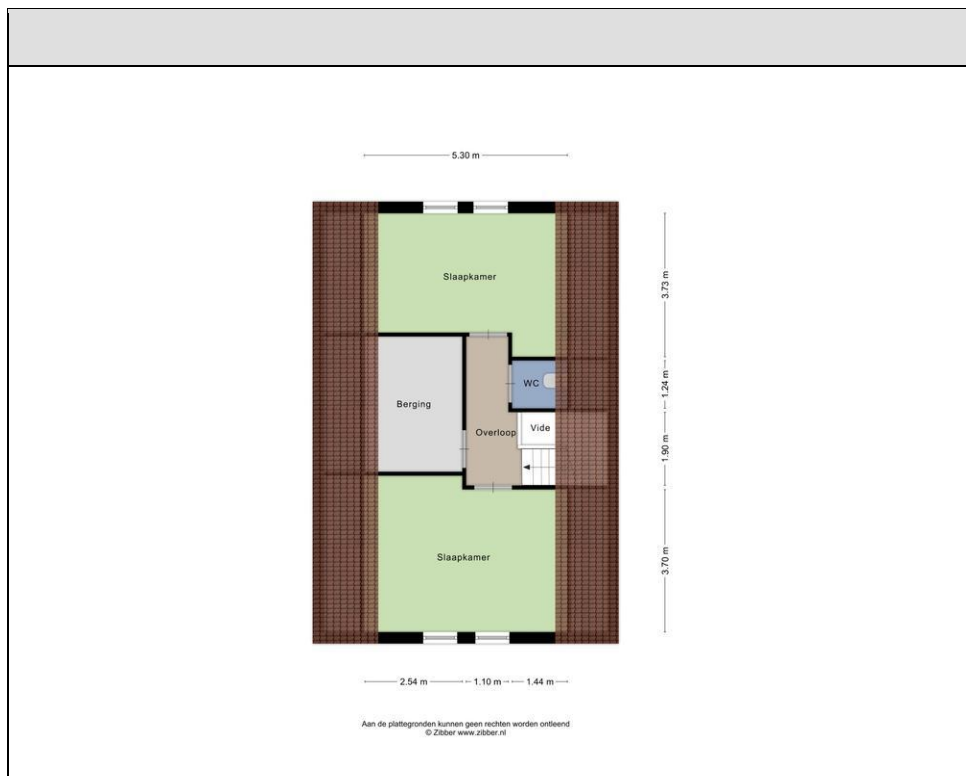 5.30 m
Slaapkamer
3.73 m
WC
1.24 m
Berging
Overloop
Vide
1.90 m
Slaapkamer
3.70 m
2.54 m
1.10 m
1.44 m
Aan de plattegronden kunnen geen rechten worden ontleend
© Zibber www.zibber.nl